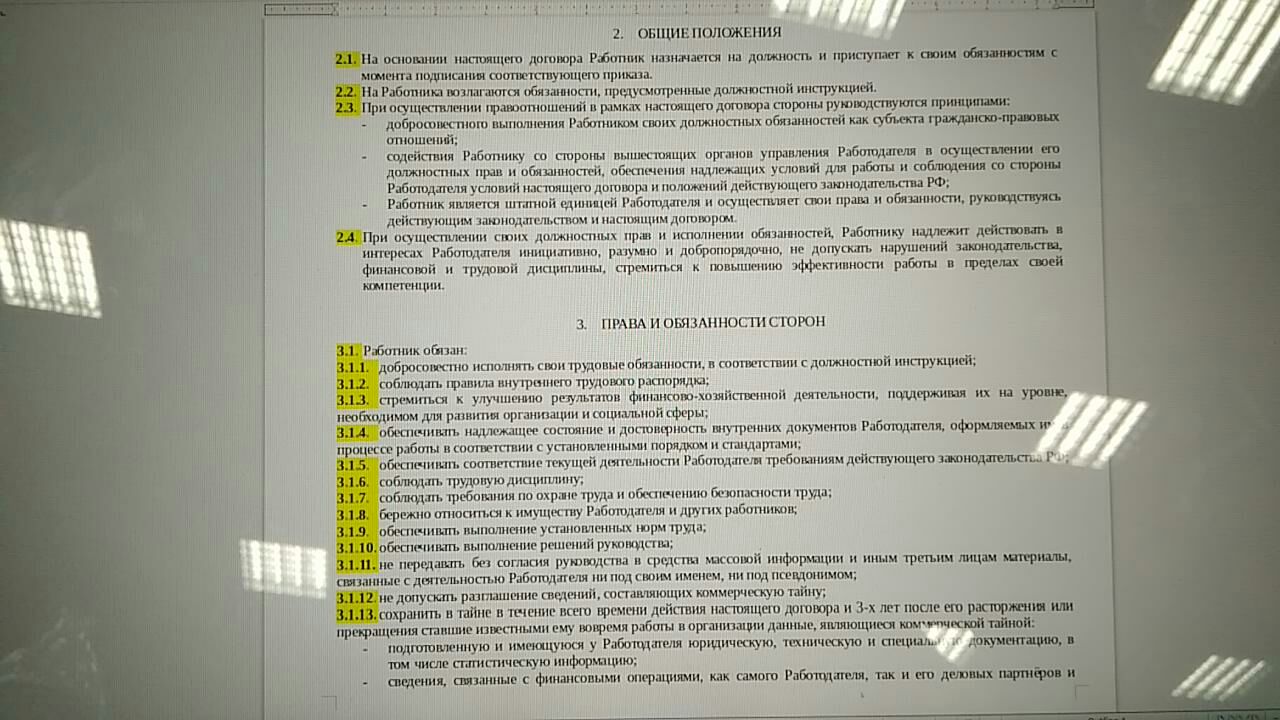 2. ОБЩИЕ ПОЛОЖЕНИЯ
2.1. На основании настоящего договора Работник назначается на должность и приступает к своим обязанностям с
момента подписания соответствующего приказа.
2.2. На Работника возлагаются обязанности, предусмотренные должностной инструкцией.
2.3. При осуществлении правоотношений в рамках настоящего договора стороны руководствуются принципами:
- добросовестного выполнения Работником своих должностных обязанностей как субъекта гражданско-правовых
отношений;
- содействия Работнику со стороны вышестоящих органов управления Работодателя в осуществлении его
должностных прав и обязанностей, обеспечения надлежащих условий для работы и соблюдения со стороны
Работодателя условий настоящего договора и положений действующего законодательства РФ;
- Работник является штатной единицей Работодателя и осуществляет свои права и обязанности, руководствуясь
действующим законодательством и настоящим договором.
2.4. При осуществлении своих должностных прав и исполнении обязанностей, Работнику надлежит действовать в
интересах Работодателя инициативно, разумно и добропорядочно, не допускать нарушений законодательства,
финансовой и трудовой дисциплины, стремиться к повышению эффективности работы в пределах своей
компетенции.
3. ПРАВА И ОБЯЗАННОСТИ СТОРОН
3.1. Работник обязан:
3.1.1. добросовестно исполнять свои трудовые обязанности, в соответствии с должностной инструкцией;
3.1.2. соблюдать правила внутреннего трудового распорядка;
3.1.3. стремиться к улучшению результатов финансово-хозяйственной деятельности, поддерживая их на уровне,
необходимом для развития организации и социальной сферы;
3.1.4. обеспечивать надлежащее состояние и достоверность внутренних документов Работодателя, оформляемых им в
процессе работы в соответствии с установленными порядком и стандартами;
3.1.5. обеспечивать соответствие текущей деятельности Работодателя требованиям действующего законодательства РФ;
3.1.6. соблюдать трудовую дисциплину;
3.1.7. соблюдать требования по охране труда и обеспечению безопасности труда;
3.1.8. бережно относиться к имуществу Работодателя и других работников;
3.1.9. обеспечивать выполнение установленных норм труда;
3.1.10. обеспечивать выполнение решений руководства;
3.1.11. не передавать без согласия руководства в средства массовой информации и иным третьим лицам материалы,
связанные с деятельностью Работодателя ни под своим именем, ни под псевдонимом;
3.1.12. не допускать разглашение сведений, составляющих коммерческую тайну;
3.1.13. сохранить в тайне в течение всего времени действия настоящего договора и 3-х лет после его расторжения или
прекращения ставшие известными ему вовремя работы в организации данные, являющиеся коммерческой тайной:
- подготовленную и имеющуюся у Работодателя юридическую, техническую и специальную документацию, в
том числе статистическую информацию;
- сведения, связанные с финансовыми операциями, как самого Работодателя, так и его деловых партнёров и